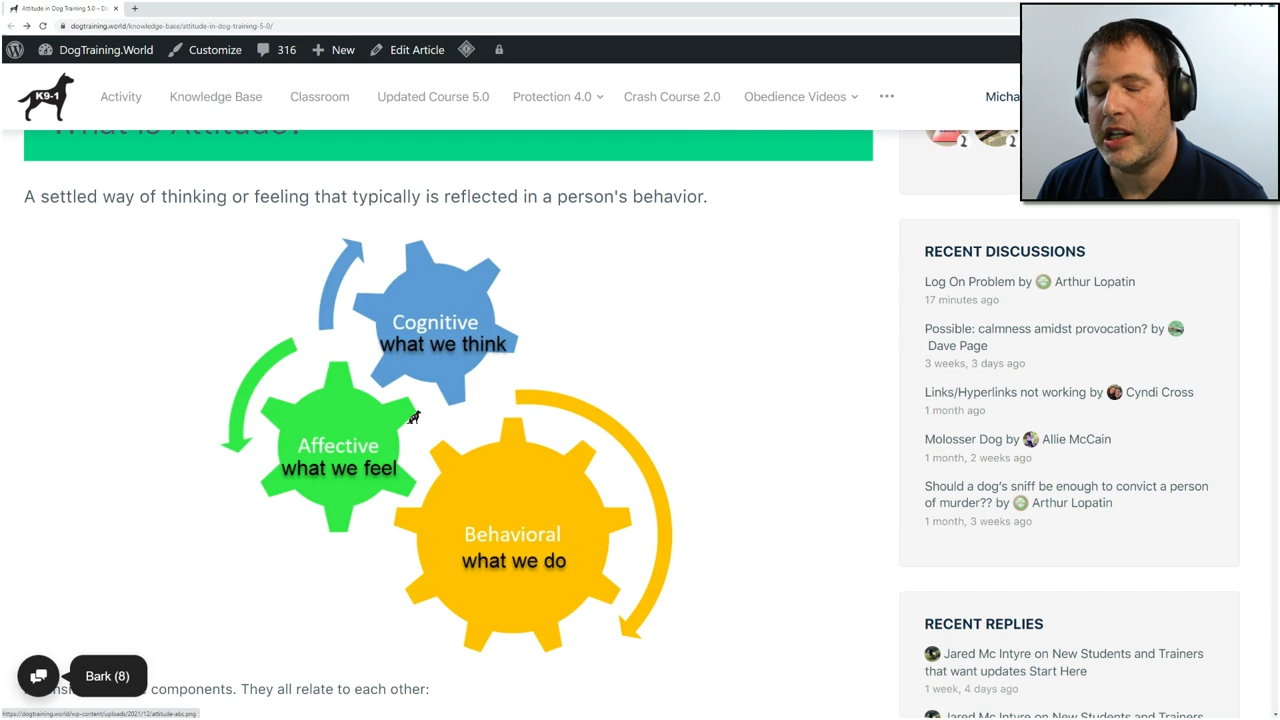 Attitude in Dog Training 5.0 – D
dogtraining.world/knowledge-base/attitude-in-dog-training-5-0/
DogTraining.World Customize 316 New Edit Article
K9-1 Activity Knowledge Base Classroom Updated Course 5.0 Protection 4.0 Crash Course 2.0 Obedience Videos Micha
What is Attitude?
A settled way of thinking or feeling that typically is reflected in a person's behavior.
Cognitive
what we think
Affective
what we feel
Behavioral
what we do
components. They all relate to each other:
Bark (8)
https://dogtraining.world/wp-content/uploads/2021/12/attitude-abc.png
RECENT DISCUSSIONS
Log On Problem by Arthur Lopatin
17 minutes ago
Possible: calmness amidst provocation? by
Dave Page
3 weeks, 3 days ago
Links/Hyperlinks not working by Cyndi Cross
1 month ago
Molosser Dog by Allie McCain
1 month, 2 weeks ago
Should a dog’s sniff be enough to convict a person
of murder?? by Arthur Lopatin
1 month, 3 weeks ago
RECENT REPLIES
Jared Mc Intyre on New Students and Trainers
that want updates Start Here
1 week, 4 days ago
Jared Mc Intyre on New Students and Trainers